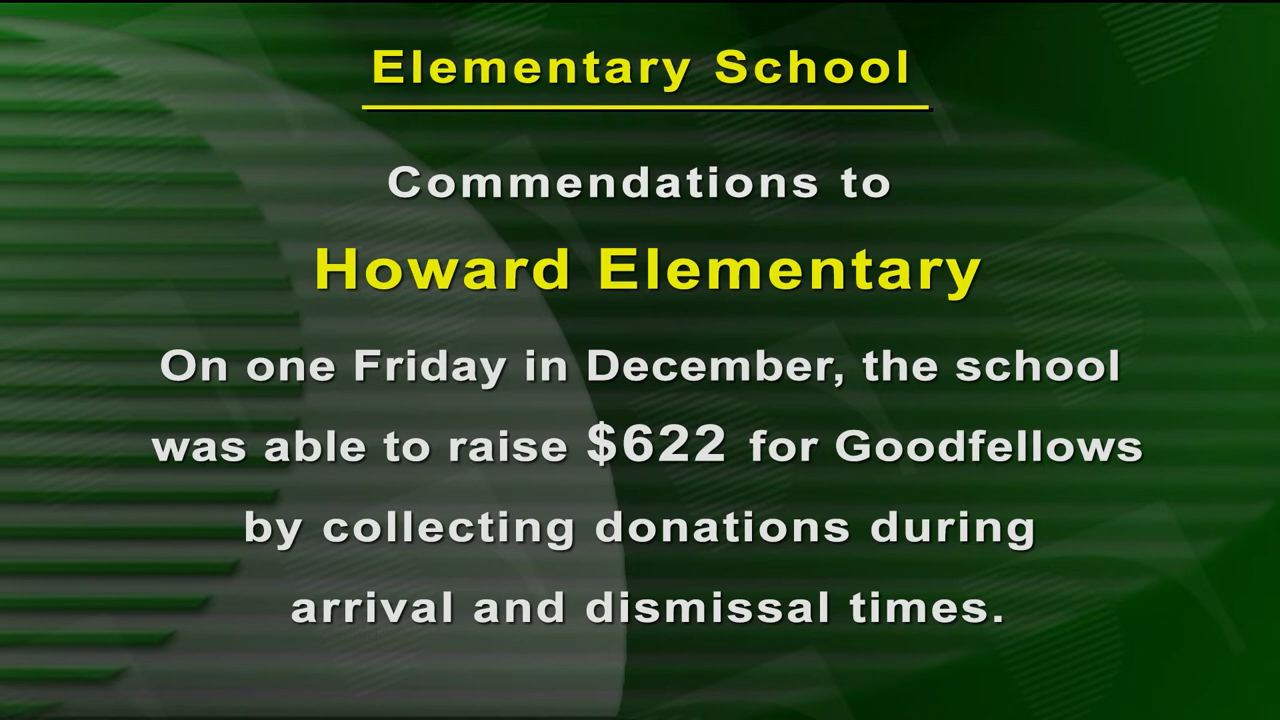 Elementary School
Commendations to
Howard Elementary
On one Friday in December, the school
was able to raise $622 for Goodfellows
by collecting donations during
arrival and dismissal times.